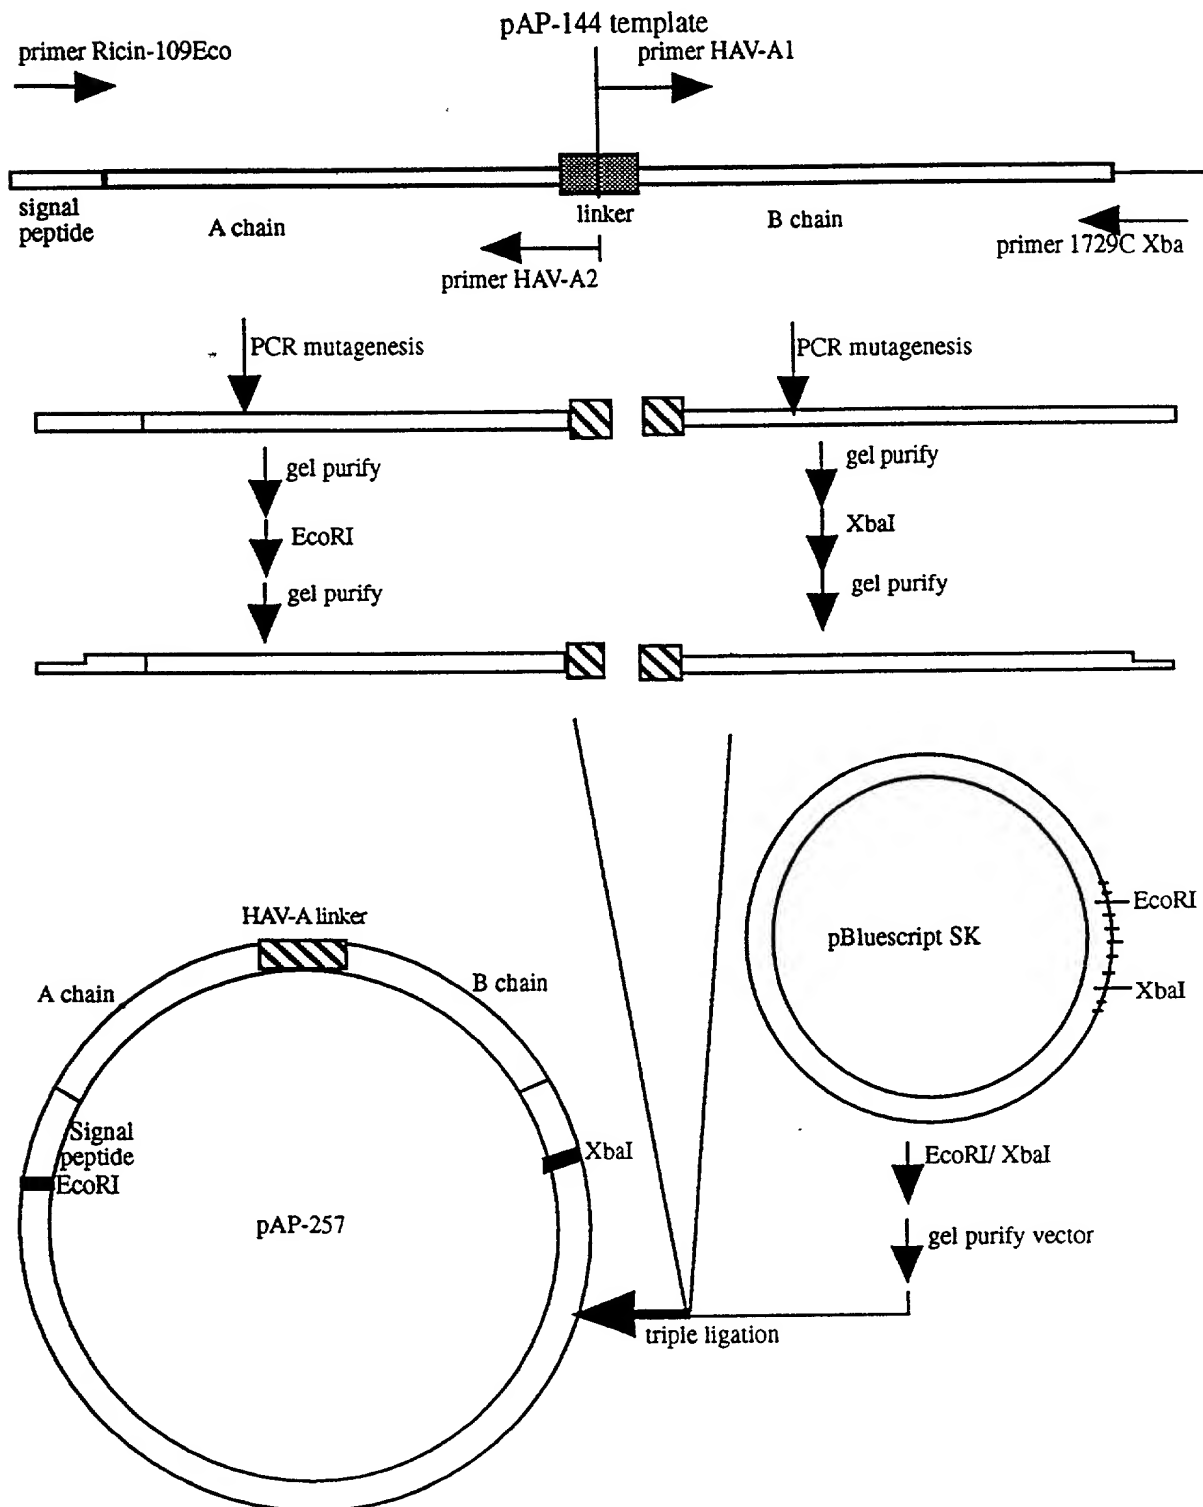 pAP-144 template
primer Ricin-109Eco
primer HAV-A1
signal
peptide
A chain
linker
B chain
primer HAV-A2
primer 1729C Xba
PCR mutagenesis
PCR mutagenesis
gel purify
gel purify
EcoRI
XbaI
gel purify
gel purify
HAV-A linker
A chain
B chain
pBluescript SK
EcoRI
XbaI
Signal
peptide
EcoRI
XbaI
pAP-257
EcoRI/ XbaI
gel purify vector
triple ligation